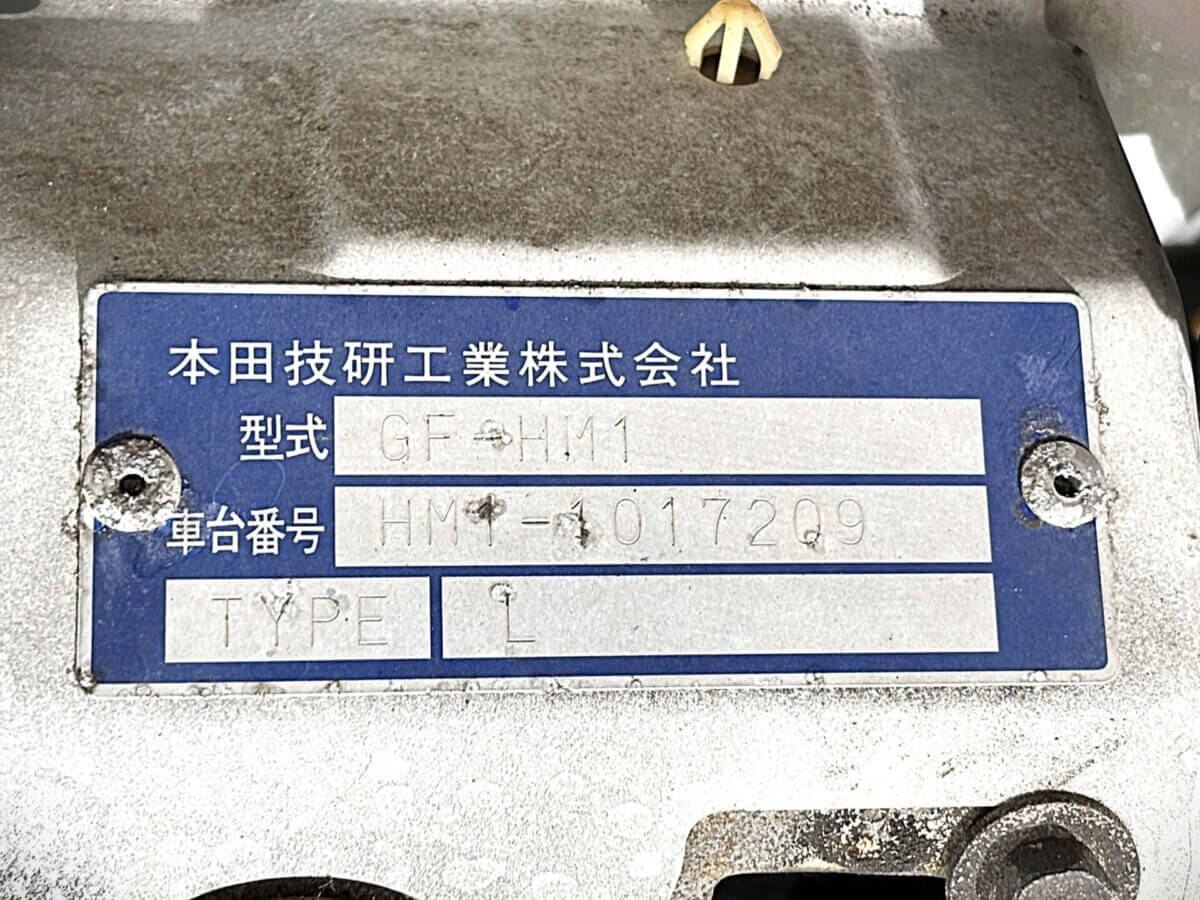 本田技研工業株式会社
型式 GF-HM1
車台番号 HM1-1017209
TYPE L